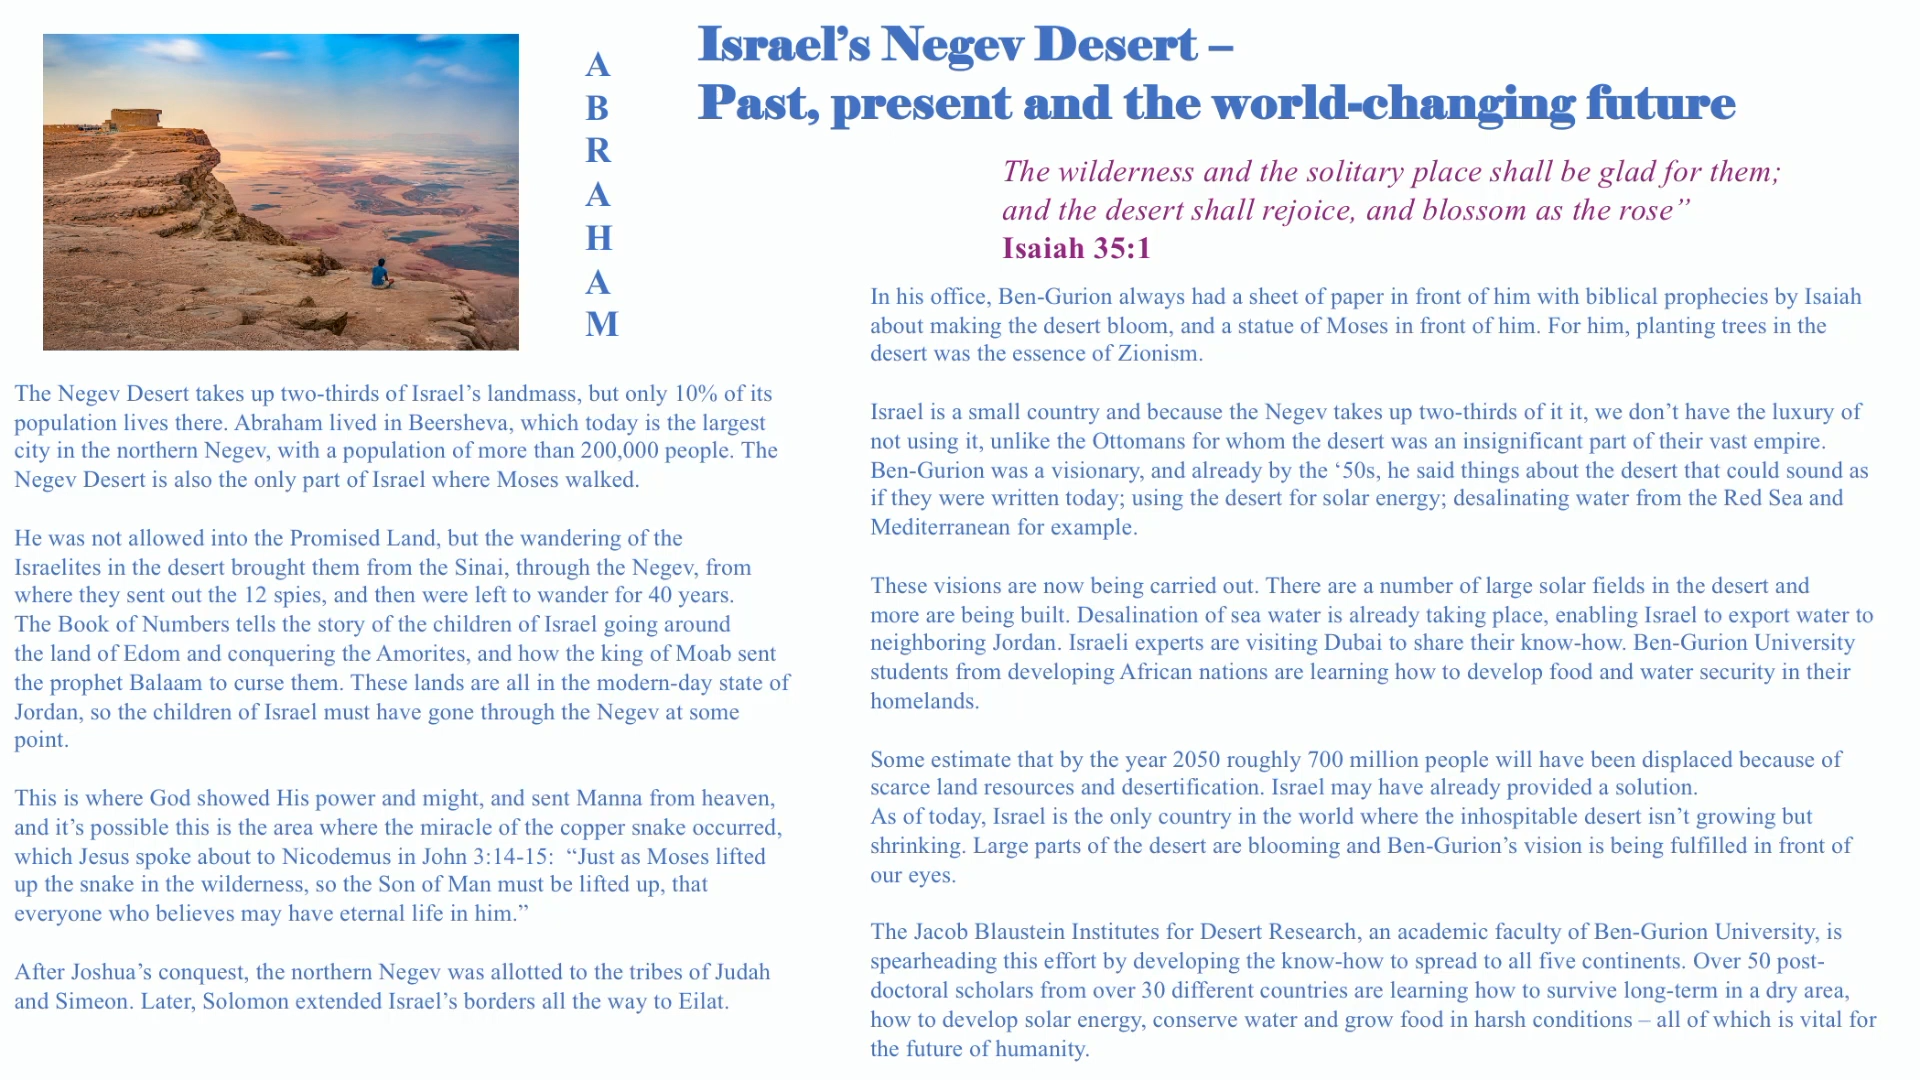 A
B
R
A
H
A
M
Israel’s Negev Desert –
Past, present and the world-changing future
The wilderness and the solitary place shall be glad for them;
and the desert shall rejoice, and blossom as the rose”
Isaiah 35:1
The Negev Desert takes up two-thirds of Israel’s landmass, but only 10% of its
population lives there. Abraham lived in Beersheva, which today is the largest
city in the northern Negev, with a population of more than 200,000 people. The
Negev Desert is also the only part of Israel where Moses walked.
He was not allowed into the Promised Land, but the wandering of the
Israelites in the desert brought them from the Sinai, through the Negev, from
where they sent out the 12 spies, and then were left to wander for 40 years.
The Book of Numbers tells the story of the children of Israel going around
the land of Edom and conquering the Amorites, and how the king of Moab sent
the prophet Balaam to curse them. These lands are all in the modern-day state of
Jordan, so the children of Israel must have gone through the Negev at some
point.
This is where God showed His power and might, and sent Manna from heaven,
and it’s possible this is the area where the miracle of the copper snake occurred,
which Jesus spoke about to Nicodemus in John 3:14-15:  “Just as Moses lifted
up the snake in the wilderness, so the Son of Man must be lifted up, that
everyone who believes may have eternal life in him.”
After Joshua’s conquest, the northern Negev was allotted to the tribes of Judah
and Simeon. Later, Solomon extended Israel’s borders all the way to Eilat.
In his office, Ben-Gurion always had a sheet of paper in front of him with biblical prophecies by Isaiah
about making the desert bloom, and a statue of Moses in front of him. For him, planting trees in the
desert was the essence of Zionism.
Israel is a small country and because the Negev takes up two-thirds of it it, we don’t have the luxury of
not using it, unlike the Ottomans for whom the desert was an insignificant part of their vast empire.
Ben-Gurion was a visionary, and already by the ‘50s, he said things about the desert that could sound as
if they were written today; using the desert for solar energy; desalinating water from the Red Sea and
Mediterranean for example.
These visions are now being carried out. There are a number of large solar fields in the desert and
more are being built. Desalination of sea water is already taking place, enabling Israel to export water to
neighboring Jordan. Israeli experts are visiting Dubai to share their know-how. Ben-Gurion University
students from developing African nations are learning how to develop food and water security in their
homelands.
Some estimate that by the year 2050 roughly 700 million people will have been displaced because of
scarce land resources and desertification. Israel may have already provided a solution.
As of today, Israel is the only country in the world where the inhospitable desert isn’t growing but
shrinking. Large parts of the desert are blooming and Ben-Gurion’s vision is being fulfilled in front of
our eyes.
The Jacob Blaustein Institutes for Desert Research, an academic faculty of Ben-Gurion University, is
spearheading this effort by developing the know-how to spread to all five continents. Over 50 post-
doctoral scholars from over 30 different countries are learning how to survive long-term in a dry area,
how to develop solar energy, conserve water and grow food in harsh conditions – all of which is vital for
the future of humanity.